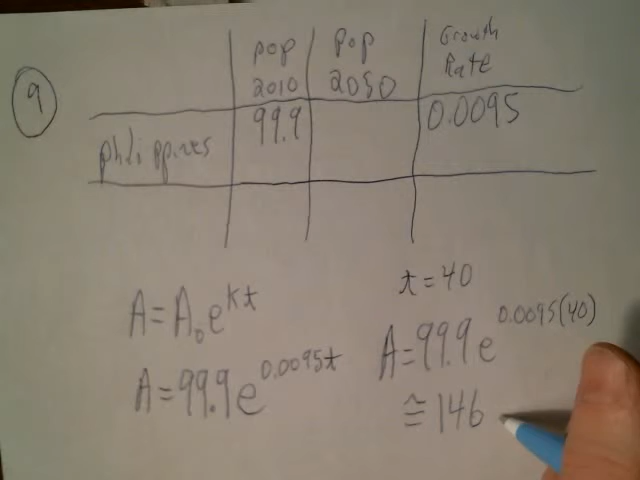 9
Pop 2010
Pop 2050
Growth Rate
Philippines
99.9
0.0095
A = A₀e^kt
A = 99.9e^0.0095t
t = 40
A = 99.9e^0.0095(40)
≅ 146